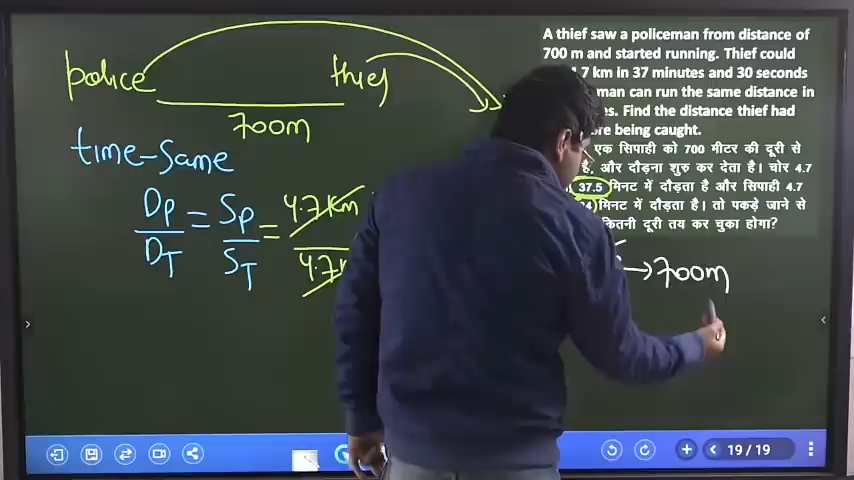 A thief saw a policeman from distance of
700 m and started running. Thief could
.7 km in 37 minutes and 30 seconds
man can run the same distance in
es. Find the distance thief had
re being caught.
एक सिपाही को 700 मीटर की दूरी से
है, और दौड़ना शुरु कर देता है। चोर 4.7
37.5 मिनट में दौड़ता है और सिपाही 4.7
मिनट में दौड़ता है। तो पकड़े जाने से
कितनी दूरी तय कर चुका होगा?
police thief
700m
time-Same
DP/DT = SP/ST = 4.7 Km/4.7
→700m
19 / 19